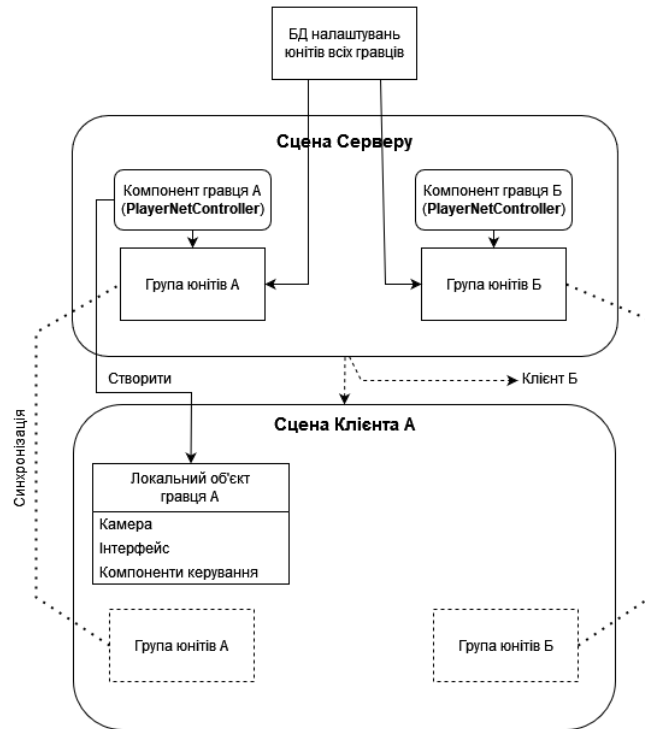 БД налаштувань
юнітів всіх гравців
Сцена Серверу
Компонент гравця А
(PlayerNetController)
Компонент гравця Б
(PlayerNetController)
Група юнітів А
Група юнітів Б
Створити
Клієнт Б
Синхронізація
Сцена Клієнта А
Локальний об'єкт
гравця А
Камера
Інтерфейс
Компоненти керування
Група юнітів А
Група юнітів Б